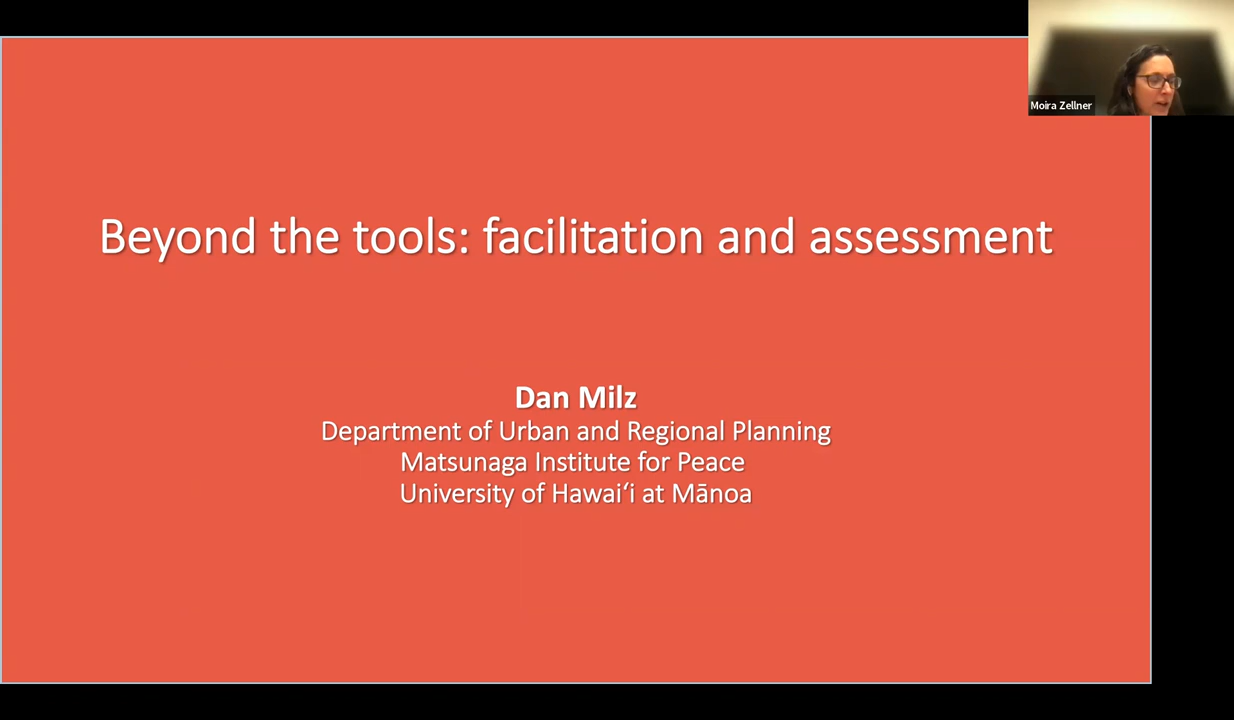 Moira Zellner
Beyond the tools: facilitation and assessment
Dan Milz
Department of Urban and Regional Planning
Matsunaga Institute for Peace
University of Hawaiʻi at Mānoa